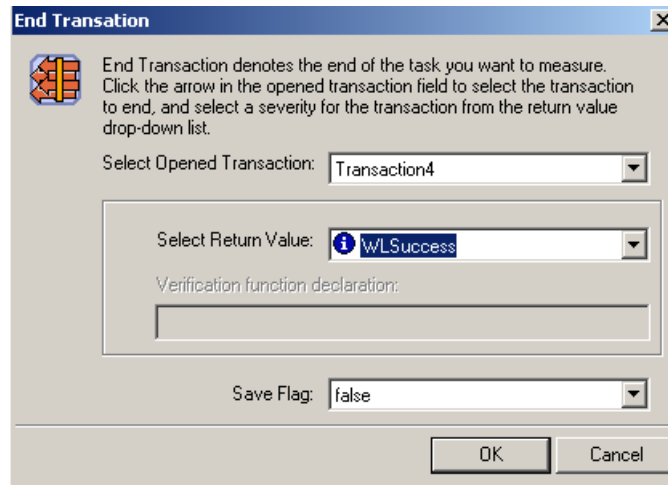 End Transation
End Transaction denotes the end of the task you want to measure.
Click the arrow in the opened transaction field to select the transaction
to end, and select a severity for the transaction from the return value
drop-down list.
Select Opened Transaction: Transaction4
Select Return Value: WLSuccess
Verification function declaration:
Save Flag: false
OK Cancel